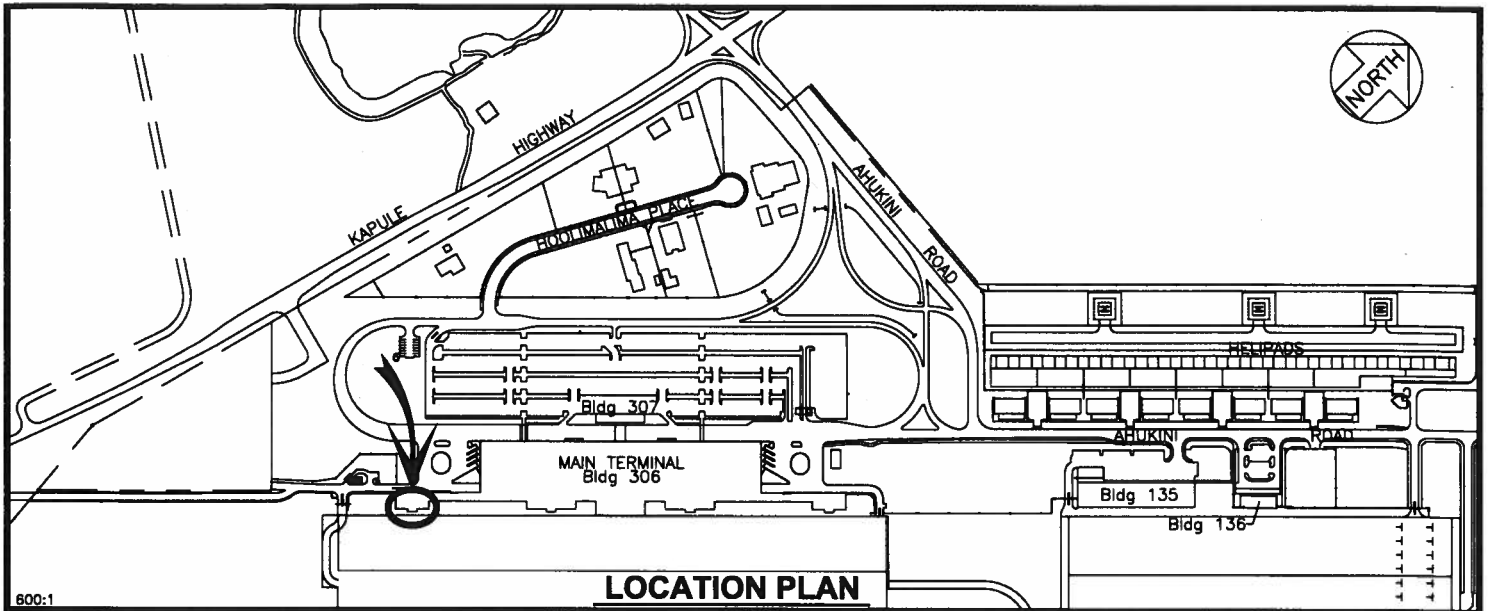 NORTH
HIGHWAY
KAPULE
HOOLIMALIMA PLACE
AHUKINI
ROAD
HELIPADS
Bldg 307
AHUKINI ROAD
MAIN TERMINAL
Bldg 306
Bldg 135
Bldg 136
LOCATION PLAN
600:1